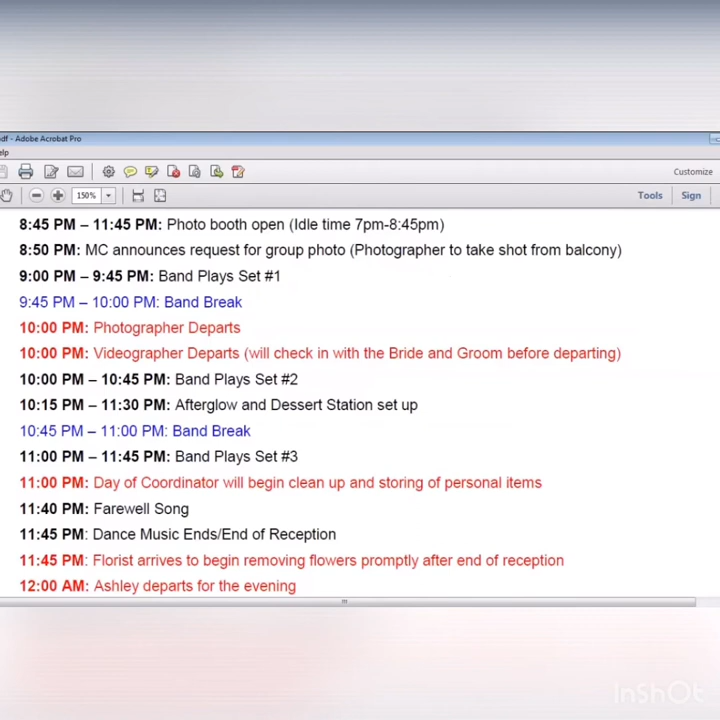 df - Adobe Acrobat Pro
elp
Customize
150%
Tools
Sign
8:45 PM – 11:45 PM: Photo booth open (Idle time 7pm-8:45pm)
8:50 PM: MC announces request for group photo (Photographer to take shot from balcony)
9:00 PM – 9:45 PM: Band Plays Set #1
9:45 PM – 10:00 PM: Band Break
10:00 PM: Photographer Departs
10:00 PM: Videographer Departs (will check in with the Bride and Groom before departing)
10:00 PM – 10:45 PM: Band Plays Set #2
10:15 PM – 11:30 PM: Afterglow and Dessert Station set up
10:45 PM – 11:00 PM: Band Break
11:00 PM – 11:45 PM: Band Plays Set #3
11:00 PM: Day of Coordinator will begin clean up and storing of personal items
11:40 PM: Farewell Song
11:45 PM: Dance Music Ends/End of Reception
11:45 PM: Florist arrives to begin removing flowers promptly after end of reception
12:00 AM: Ashley departs for the evening
InShOt